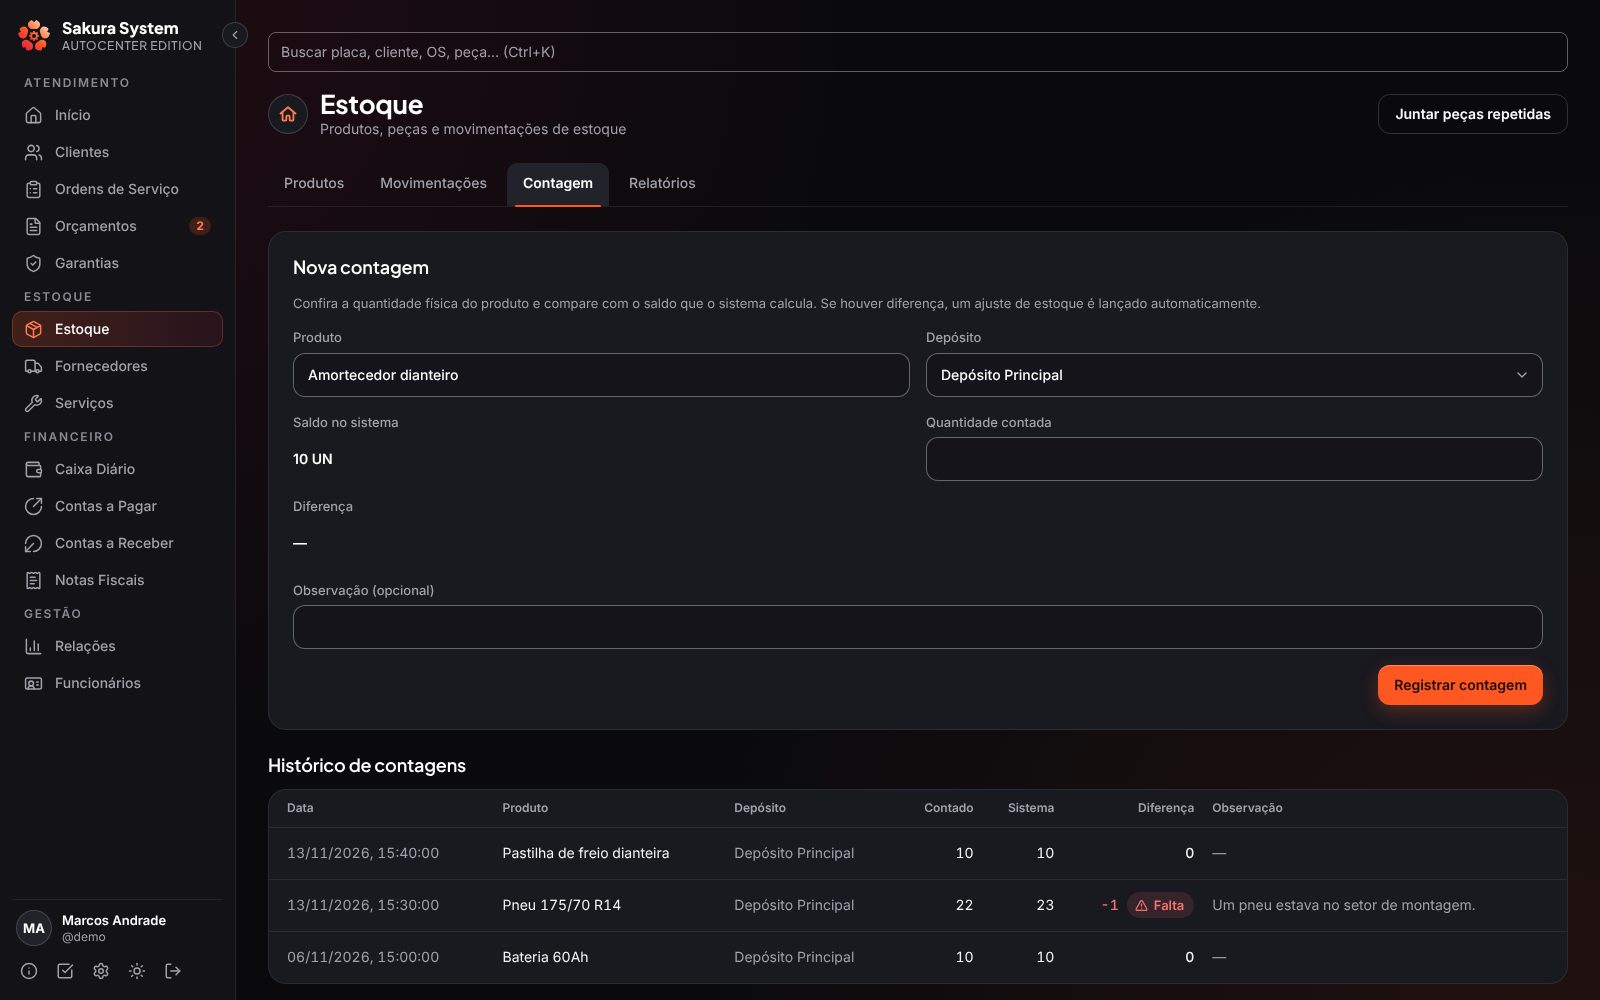 Sakura System
AUTOCENTER EDITION
ATENDIMENTO
Início
Clientes
Ordens de Serviço
Orçamentos 2
Garantias
ESTOQUE
Estoque
Fornecedores
Serviços
FINANCEIRO
Caixa Diário
Contas a Pagar
Contas a Receber
Notas Fiscais
GESTÃO
Relações
Funcionários
MA
Marcos Andrade
@demo
Buscar placa, cliente, OS, peça... (Ctrl+K)
Estoque
Produtos, peças e movimentações de estoque
Juntar peças repetidas
Produtos Movimentações Contagem Relatórios
Nova contagem
Confira a quantidade física do produto e compare com o saldo que o sistema calcula. Se houver diferença, um ajuste de estoque é lançado automaticamente.
Produto Depósito
Amortecedor dianteiro Depósito Principal
Saldo no sistema Quantidade contada
10 UN
Diferença
—
Observação (opcional)
Registrar contagem
Histórico de contagens
Data Produto Depósito Contado Sistema Diferença Observação
13/11/2026, 15:40:00 Pastilha de freio dianteira Depósito Principal 10 10 0 —
13/11/2026, 15:30:00 Pneu 175/70 R14 Depósito Principal 22 23 -1 Falta Um pneu estava no setor de montagem.
06/11/2026, 15:00:00 Bateria 60Ah Depósito Principal 10 10 0 —